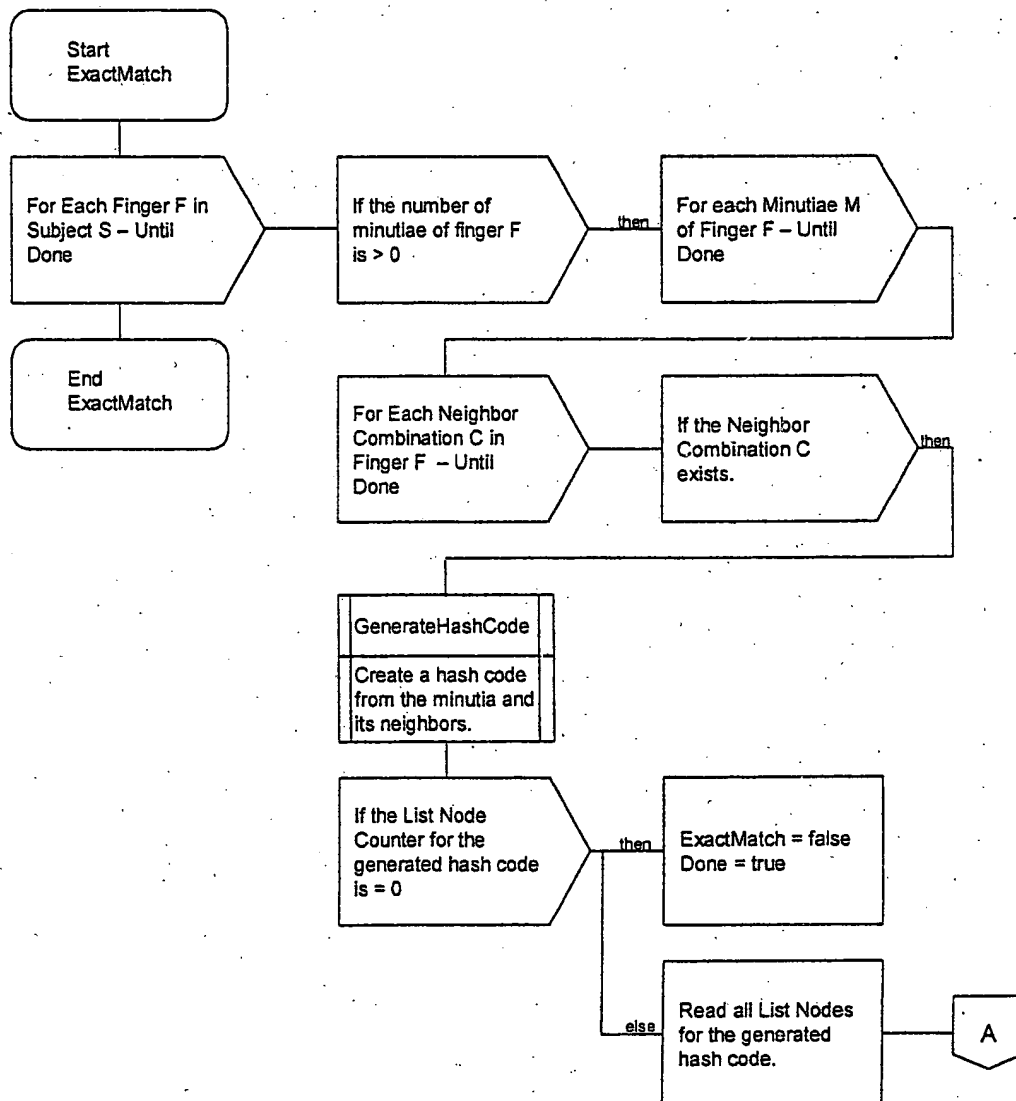 Start
ExactMatch
For Each Finger F in
Subject S – Until
Done
If the number of
minutiae of finger F
is > 0
then
For each Minutiae M
of Finger F – Until
Done
End
ExactMatch
For Each Neighbor
Combination C in
Finger F – Until
Done
If the Neighbor
Combination C
exists.
then
GenerateHashCode
Create a hash code
from the minutia and
its neighbors.
If the List Node
Counter for the
generated hash code
is = 0
then
ExactMatch = false
Done = true
else
Read all List Nodes
for the generated
hash code.
A